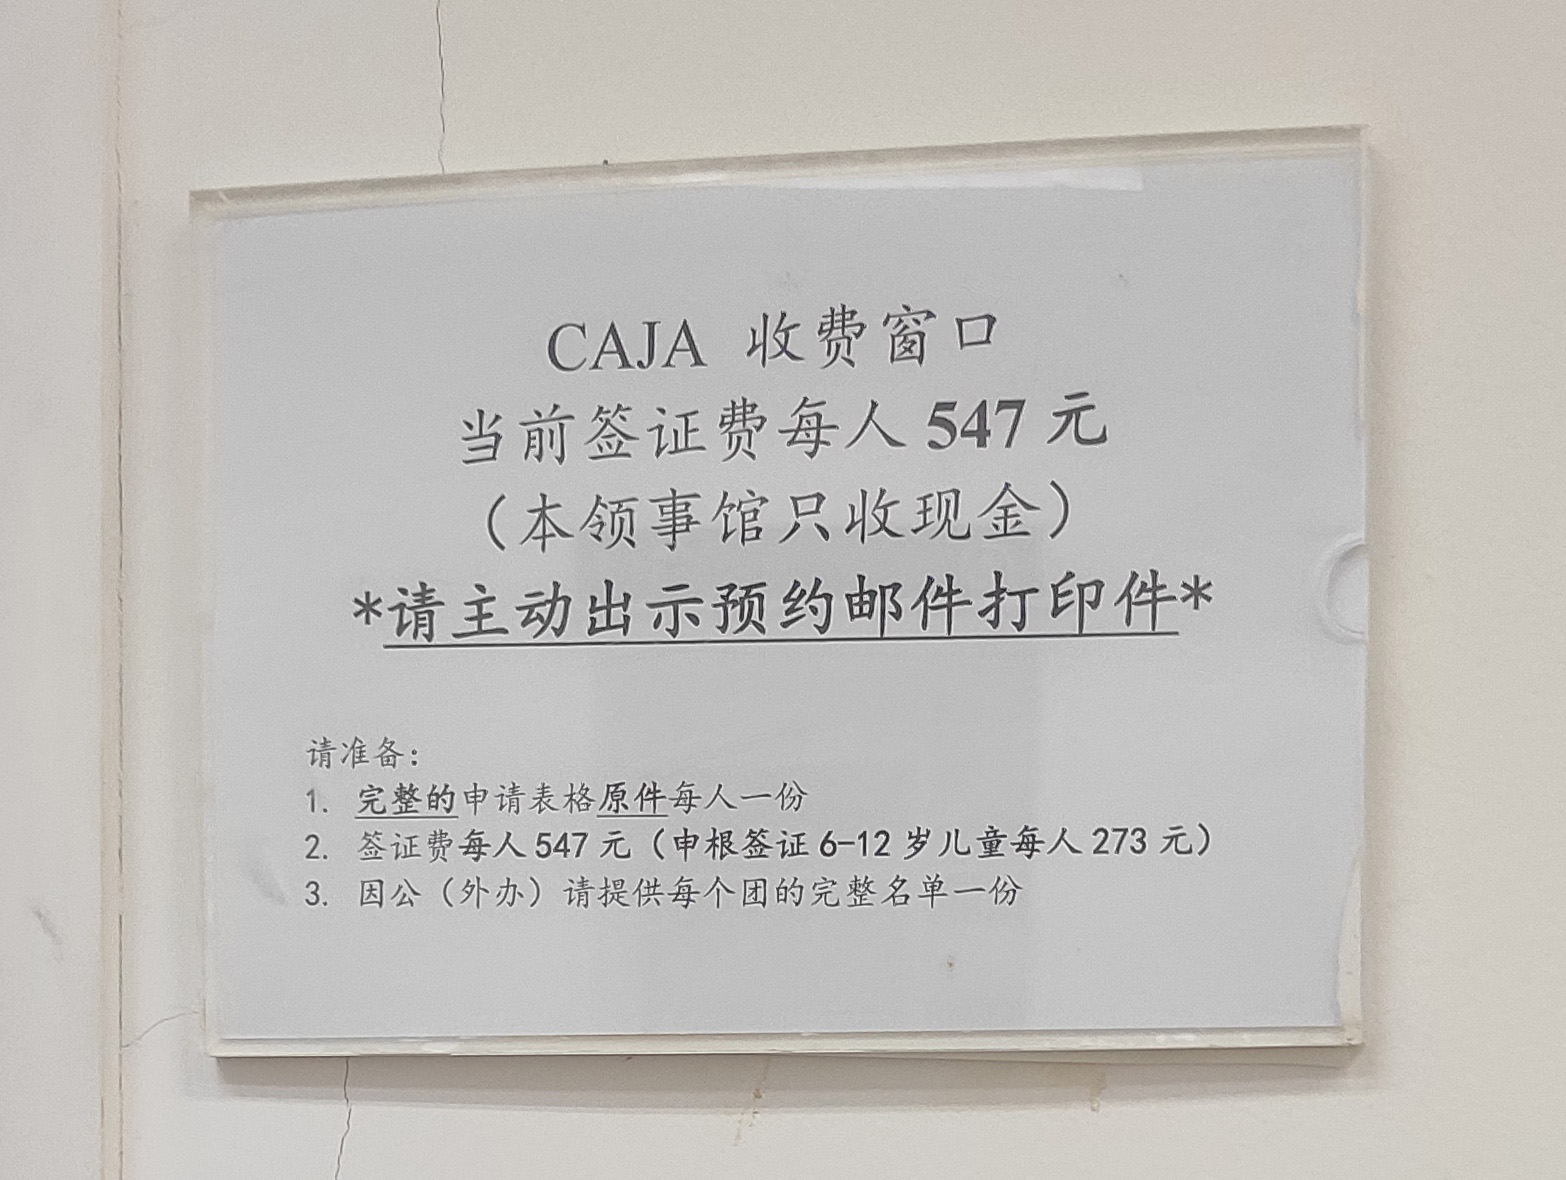 CAJA 收费窗口
当前签证费每人 547 元
（本领事馆只收现金）
*请主动出示预约邮件打印件*
请准备：
1. 完整的申请表格原件每人一份
2. 签证费每人 547 元（申根签证 6-12 岁儿童每人 273 元）
3. 因公（外办）请提供每个团的完整名单一份